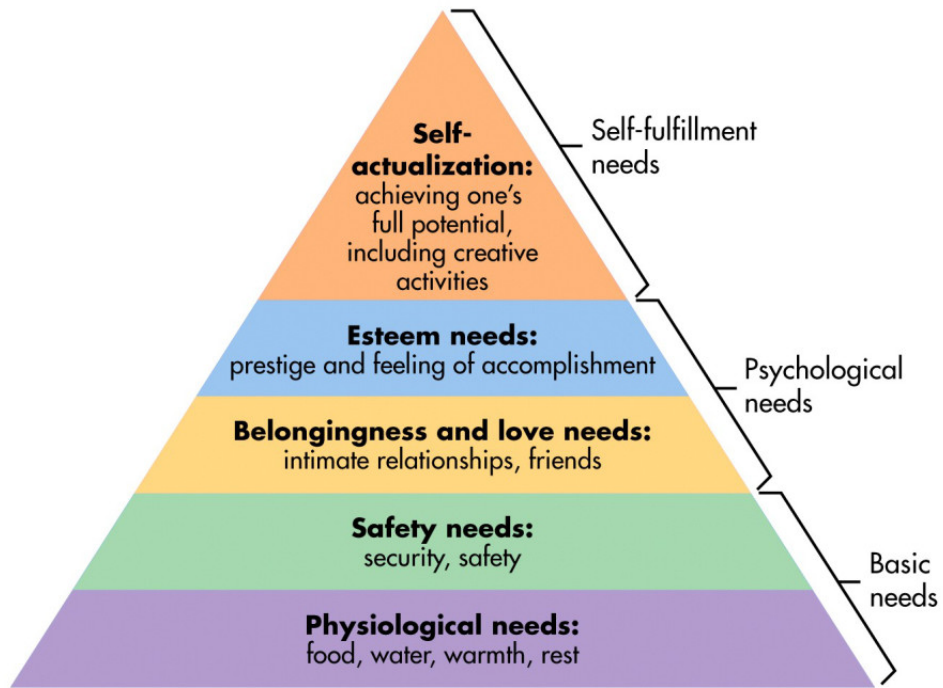 Self-
actualization:
achieving one's
full potential,
including creative
activities
Self-fulfillment
needs
Esteem needs:
prestige and feeling of accomplishment
Belongingness and love needs:
intimate relationships, friends
Psychological
needs
Safety needs:
security, safety
Physiological needs:
food, water, warmth, rest
Basic
needs